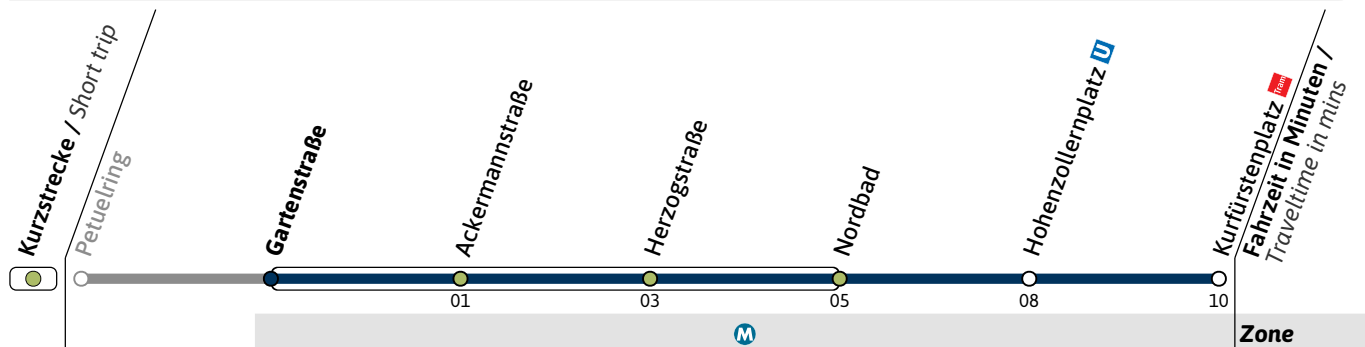 Kurzstrecke / Short trip
Petuelring
Gartenstraße
Ackermannstraße
Herzogstraße
Nordbad
Hohenzollernplatz U
Kurfürstenplatz Tram
Fahrzeit in Minuten /
Traveltime in mins
01 03 05 08 10
M Zone